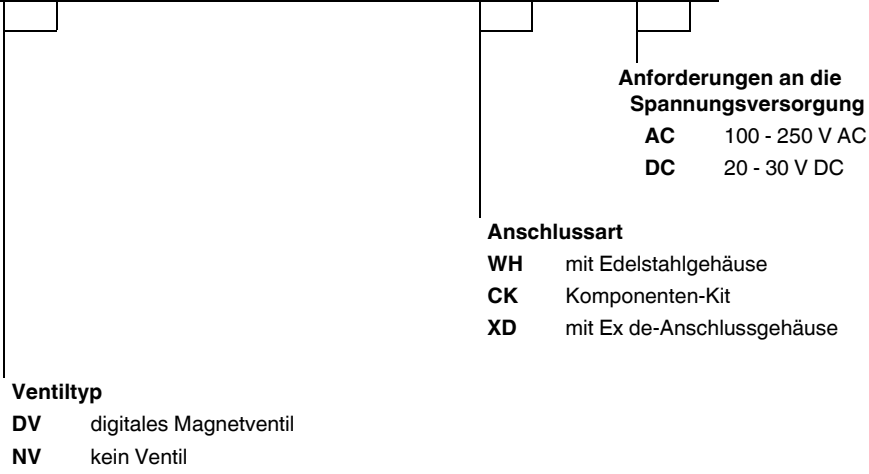 Anforderungen an die
Spannungsversorgung
AC 100 - 250 V AC
DC 20 - 30 V DC
Anschlussart
WH mit Edelstahlgehäuse
CK Komponenten-Kit
XD mit Ex de-Anschlussgehäuse
Ventiltyp
DV digitales Magnetventil
NV kein Ventil